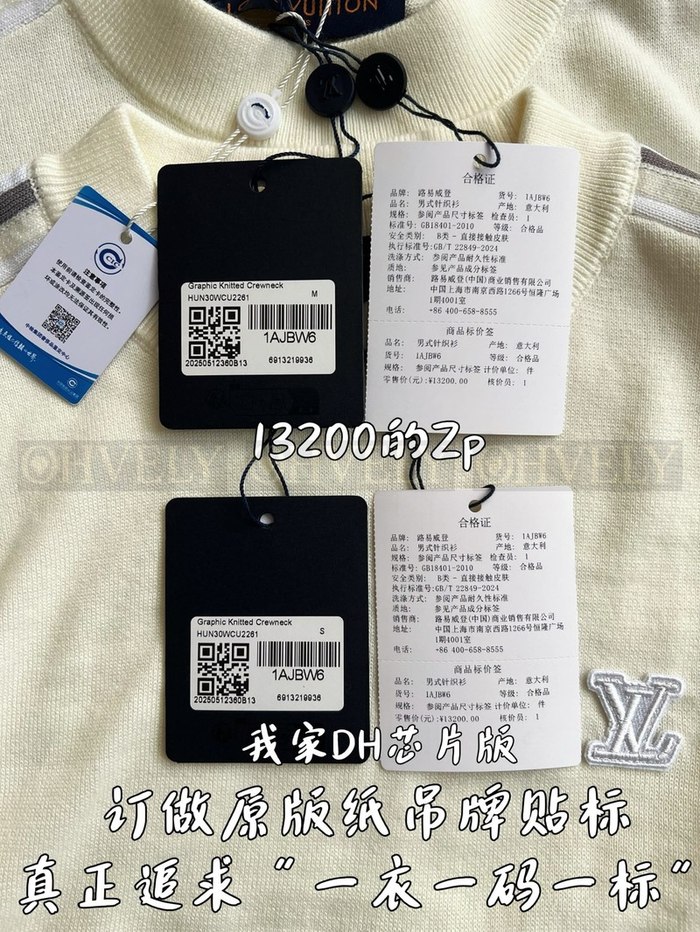 VUITTON
合格证
品牌: 路易威登 货号: 1AJBW6
品名: 男式针织衫 产地: 意大利
规格: 参阅产品尺寸标签 检查员: 1
标准号: GB18401-2010 等级: 合格品
安全类别: B类 - 直接接触皮肤
执行标准号:GB/T 22849-2024
洗涤方式: 参阅产品耐久性标准
质地: 参见产品成分标签
销售商: 路易威登(中国)商业销售有限公司
地址: 中国上海市南京西路1266号恒隆广场
1期4001室
电话: +86 400-658-8555
商品标价签
品名: 男式针织衫 产地: 意大利
货号: 1AJBW6 等级: 合格品
规格: 参阅产品尺寸标签 计价单位: 件
零售价(元):¥13200.00 核价员: 1
Graphic Knitted Crewneck
HUN30WCU2261 M
1AJBW6
20250512360B13 6913219936
注意事项
13200的Zp
OHVELY OHVELY OHVELY
合格证
品牌: 路易威登 货号: 1AJBW6
品名: 男式针织衫 产地: 意大利
规格: 参阅产品尺寸标签 检查员: 1
标准号: GB18401-2010 等级: 合格品
安全类别: B类 - 直接接触皮肤
执行标准号:GB/T 22849-2024
洗涤方式: 参阅产品耐久性标准
质地: 参见产品成分标签
销售商: 路易威登(中国)商业销售有限公司
地址: 中国上海市南京西路1266号恒隆广场
1期4001室
电话: +86 400-658-8555
商品标价签
品名: 男式针织衫 产地: 意大利
货号: 1AJBW6 等级: 合格品
规格: 参阅产品尺寸标签 计价单位: 件
零售价(元):¥13200.00 核价员: 1
Graphic Knitted Crewneck
HUN30WCU2261 S
1AJBW6
20250512360B13 6913219936
LV
我家DH芯片版
订做原版纸吊牌贴标
真正追求“一衣一码一标”